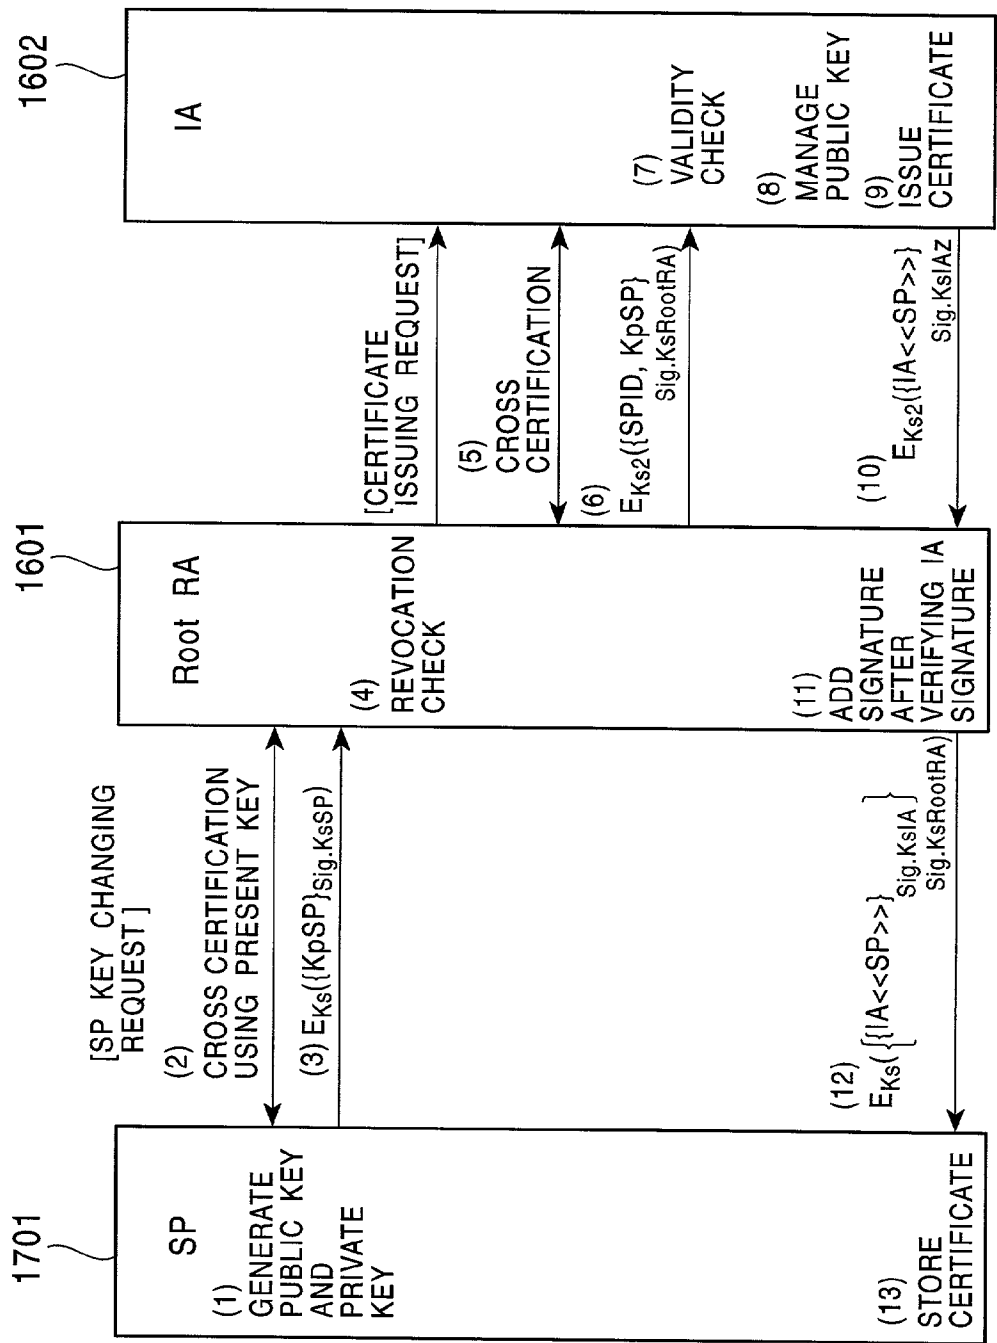 1701
1601
1602
SP
Root RA
IA
(1)
GENERATE
PUBLIC KEY
AND
PRIVATE
KEY
[SP KEY CHANGING
REQUEST]
(2)
CROSS CERTIFICATION
USING PRESENT KEY
(3) EKs({KpSP}Sig.KsSP)
(4)
REVOCATION
CHECK
[CERTIFICATE
ISSUING REQUEST]
(5)
CROSS
CERTIFICATION
(6)
EKs2({SPID, KpSP}
Sig.KsRootRA)
(7)
VALIDITY
CHECK
(8)
MANAGE
PUBLIC KEY
(9)
ISSUE
CERTIFICATE
(10)
EKs2({IA<<SP>>}
Sig.KsIAz
(11)
ADD
SIGNATURE
AFTER
VERIFYING IA
SIGNATURE
(12)
EKs({{IA<<SP>>}
Sig.KsIA}
Sig.KsRootRA)
(13)
STORE
CERTIFICATE